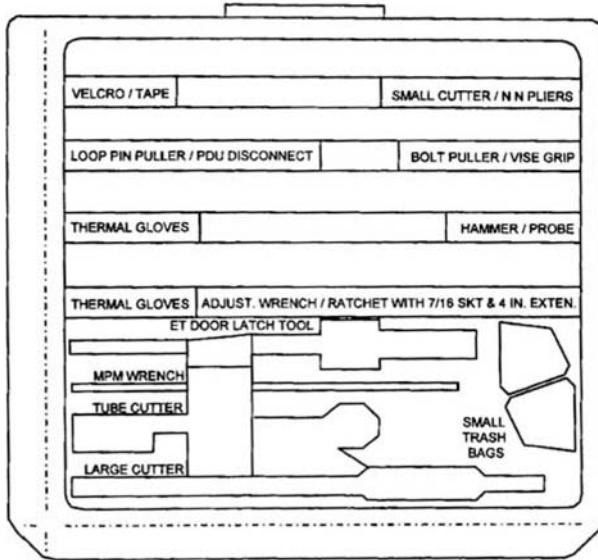 VELCRO / TAPE
SMALL CUTTER / N N PLIERS
LOOP PIN PULLER / PDU DISCONNECT
BOLT PULLER / VISE GRIP
THERMAL GLOVES
HAMMER / PROBE
THERMAL GLOVES
ADJUST. WRENCH / RATCHET WITH 7/16 SKT & 4 IN. EXTEN.
ET DOOR LATCH TOOL
MPM WRENCH
TUBE CUTTER
SMALL
TRASH
BAGS
LARGE CUTTER